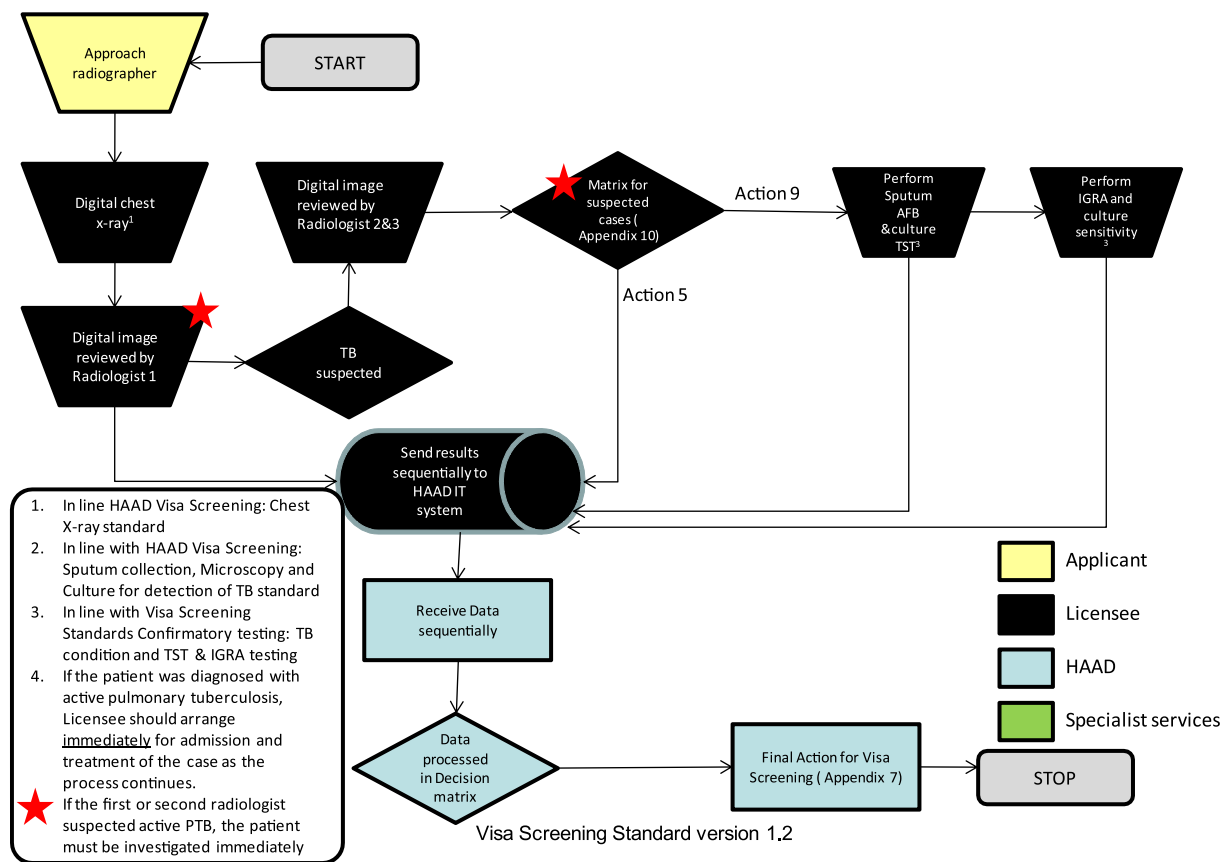 Approach
radiographer
START
Digital chest
x-ray1
Digital image
reviewed by
Radiologist 2&3
Matrix for
suspected
cases (
Appendix 10)
Action 9
Perform
Sputum
AFB
&culture
TST3
Perform
IGRA and
culture
sensitivity
3
Action 5
Digital image
reviewed by
Radiologist 1
TB
suspected
Send results
sequentially to
HAAD IT
system
1. In line HAAD Visa Screening: Chest
X-ray standard
2. In line with HAAD Visa Screening:
Sputum collection, Microscopy and
Culture for detection of TB standard
3. In line with Visa Screening
Standards Confirmatory testing: TB
condition and TST & IGRA testing
4. If the patient was diagnosed with
active pulmonary tuberculosis,
Licensee should arrange
immediately for admission and
treatment of the case as the
process continues.
If the first or second radiologist
suspected active PTB, the patient
must be investigated immediately
Receive Data
sequentially
Data
processed
in Decision
matrix
Final Action for Visa
Screening ( Appendix 7)
STOP
Applicant
Licensee
HAAD
Specialist services
Visa Screening Standard version 1.2